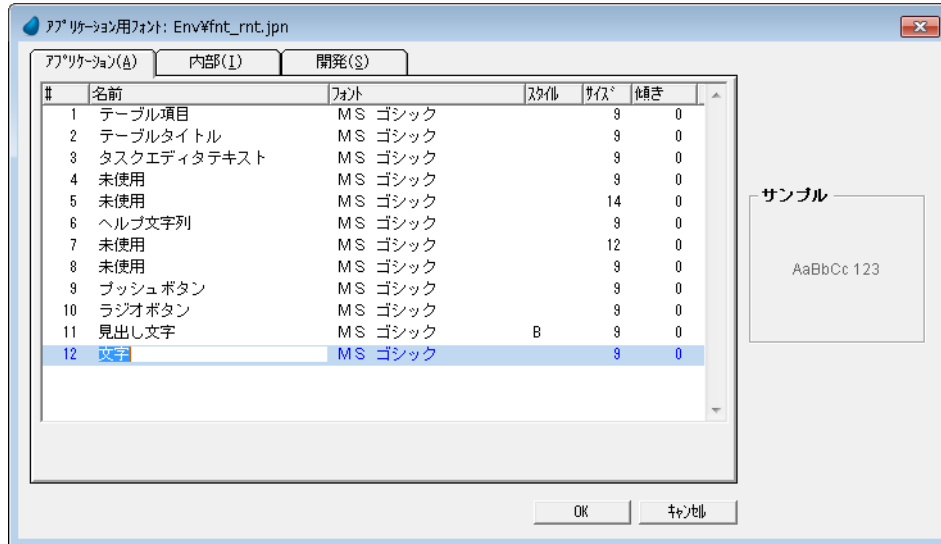 ｱﾌﾟﾘｹｰｼｮﾝ用ﾌｫﾝﾄ: Env¥fnt_rnt.jpn
ｱﾌﾟﾘｹｰｼｮﾝ(A) 内部(I) 開発(S)
# 名前 ﾌｫﾝﾄ ｽﾀｲﾙ ｻｲｽﾞ 傾き
1 テーブル項目 ＭＳ ゴシック 9 0
2 テーブルタイトル ＭＳ ゴシック 9 0
3 タスクエディタテキスト ＭＳ ゴシック 9 0
4 未使用 ＭＳ ゴシック 9 0
5 未使用 ＭＳ ゴシック 14 0
6 ヘルプ文字列 ＭＳ ゴシック 9 0
7 未使用 ＭＳ ゴシック 12 0
8 未使用 ＭＳ ゴシック 9 0
9 プッシュボタン ＭＳ ゴシック 9 0
10 ラジオボタン ＭＳ ゴシック 9 0
11 見出し文字 ＭＳ ゴシック B 9 0
12 文字 ＭＳ ゴシック 9 0
サンプル
AaBbCc 123
OK ｷｬﾝｾﾙ